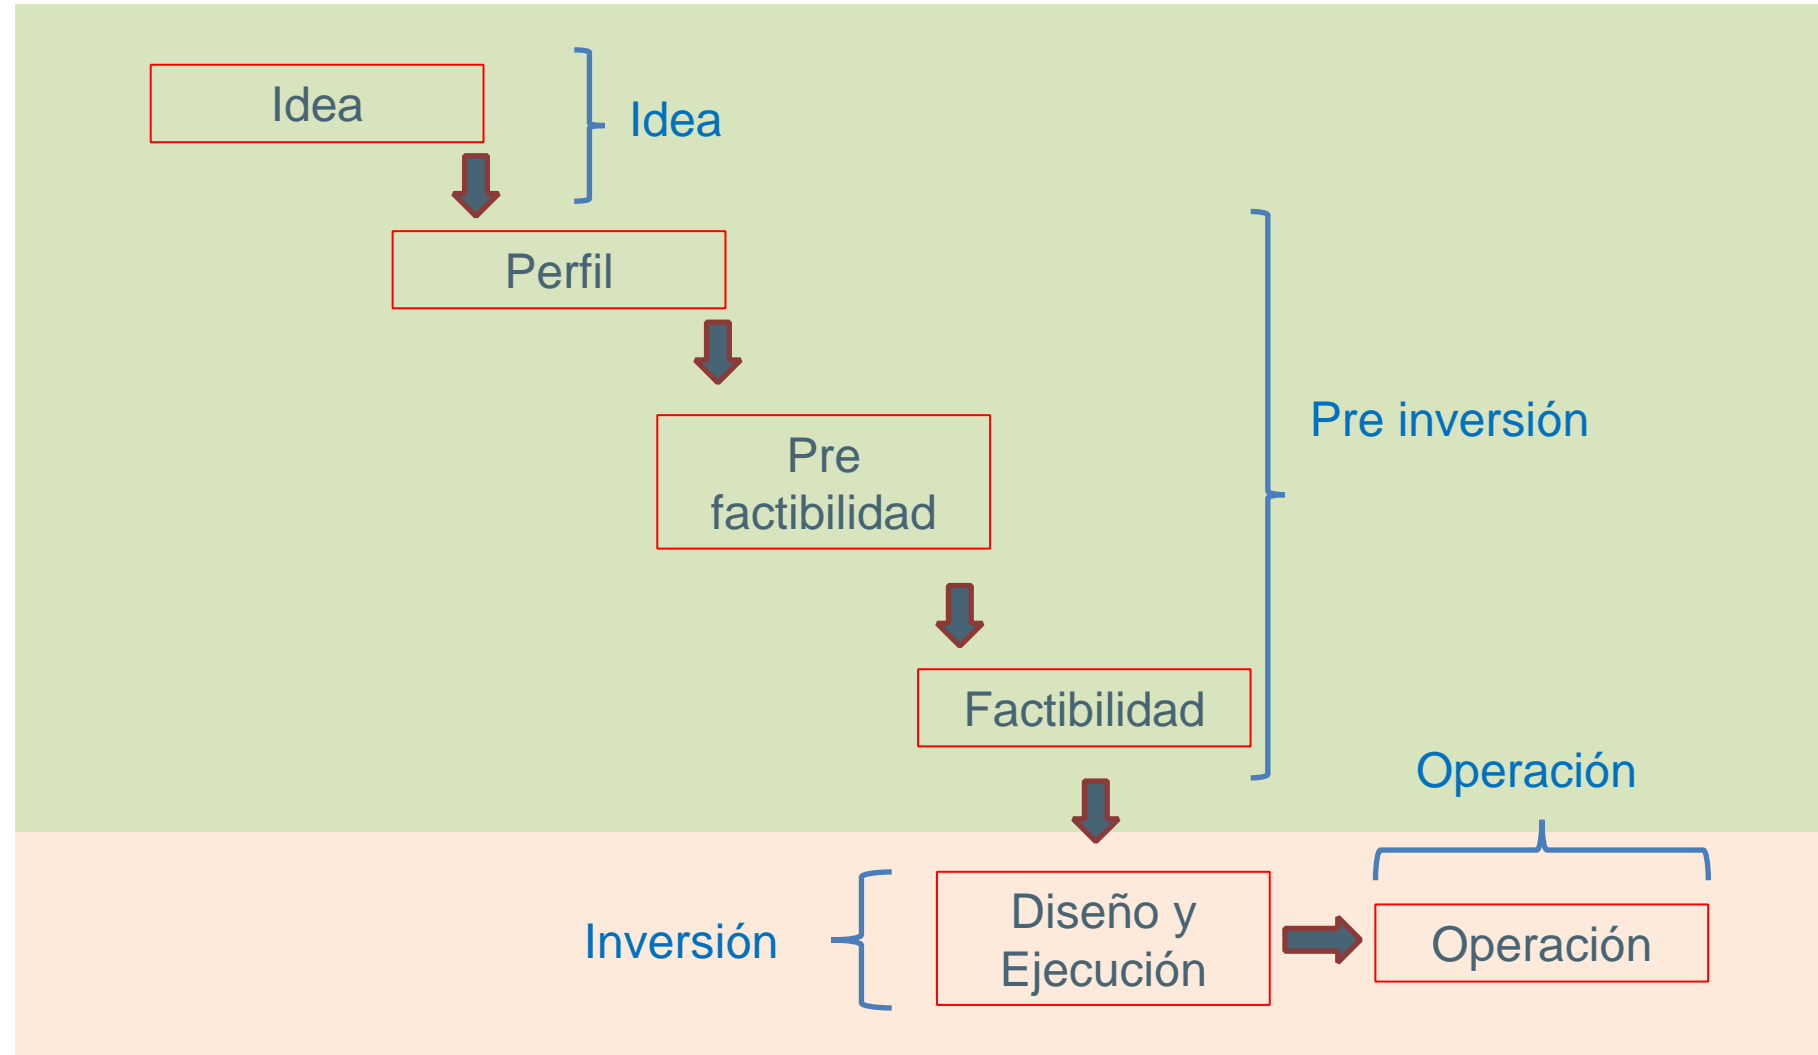 Idea
Idea
Perfil
Pre
factibilidad
Pre inversión
Factibilidad
Operación
Inversión
Diseño y
Ejecución
Operación